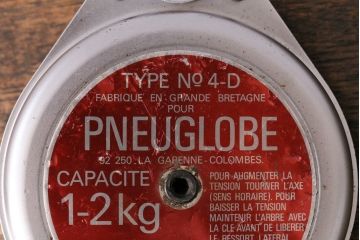 TYPE No 4-D
FABRIQUE EN GRANDE BRETAGNE
POUR
PNEUGLOBE
92 250. LA GARENNE-COLOMBES.
CAPACITE
1-2kg
POUR AUGMENTER LA
TENSION TOURNER L'AXE
(SENS HORAIRE). POUR
BAISSER LA TENSION
MAINTENIR L'ARBRE AVEC
LA CLE AVANT DE LIBERER
LE RESSORT LATERAL